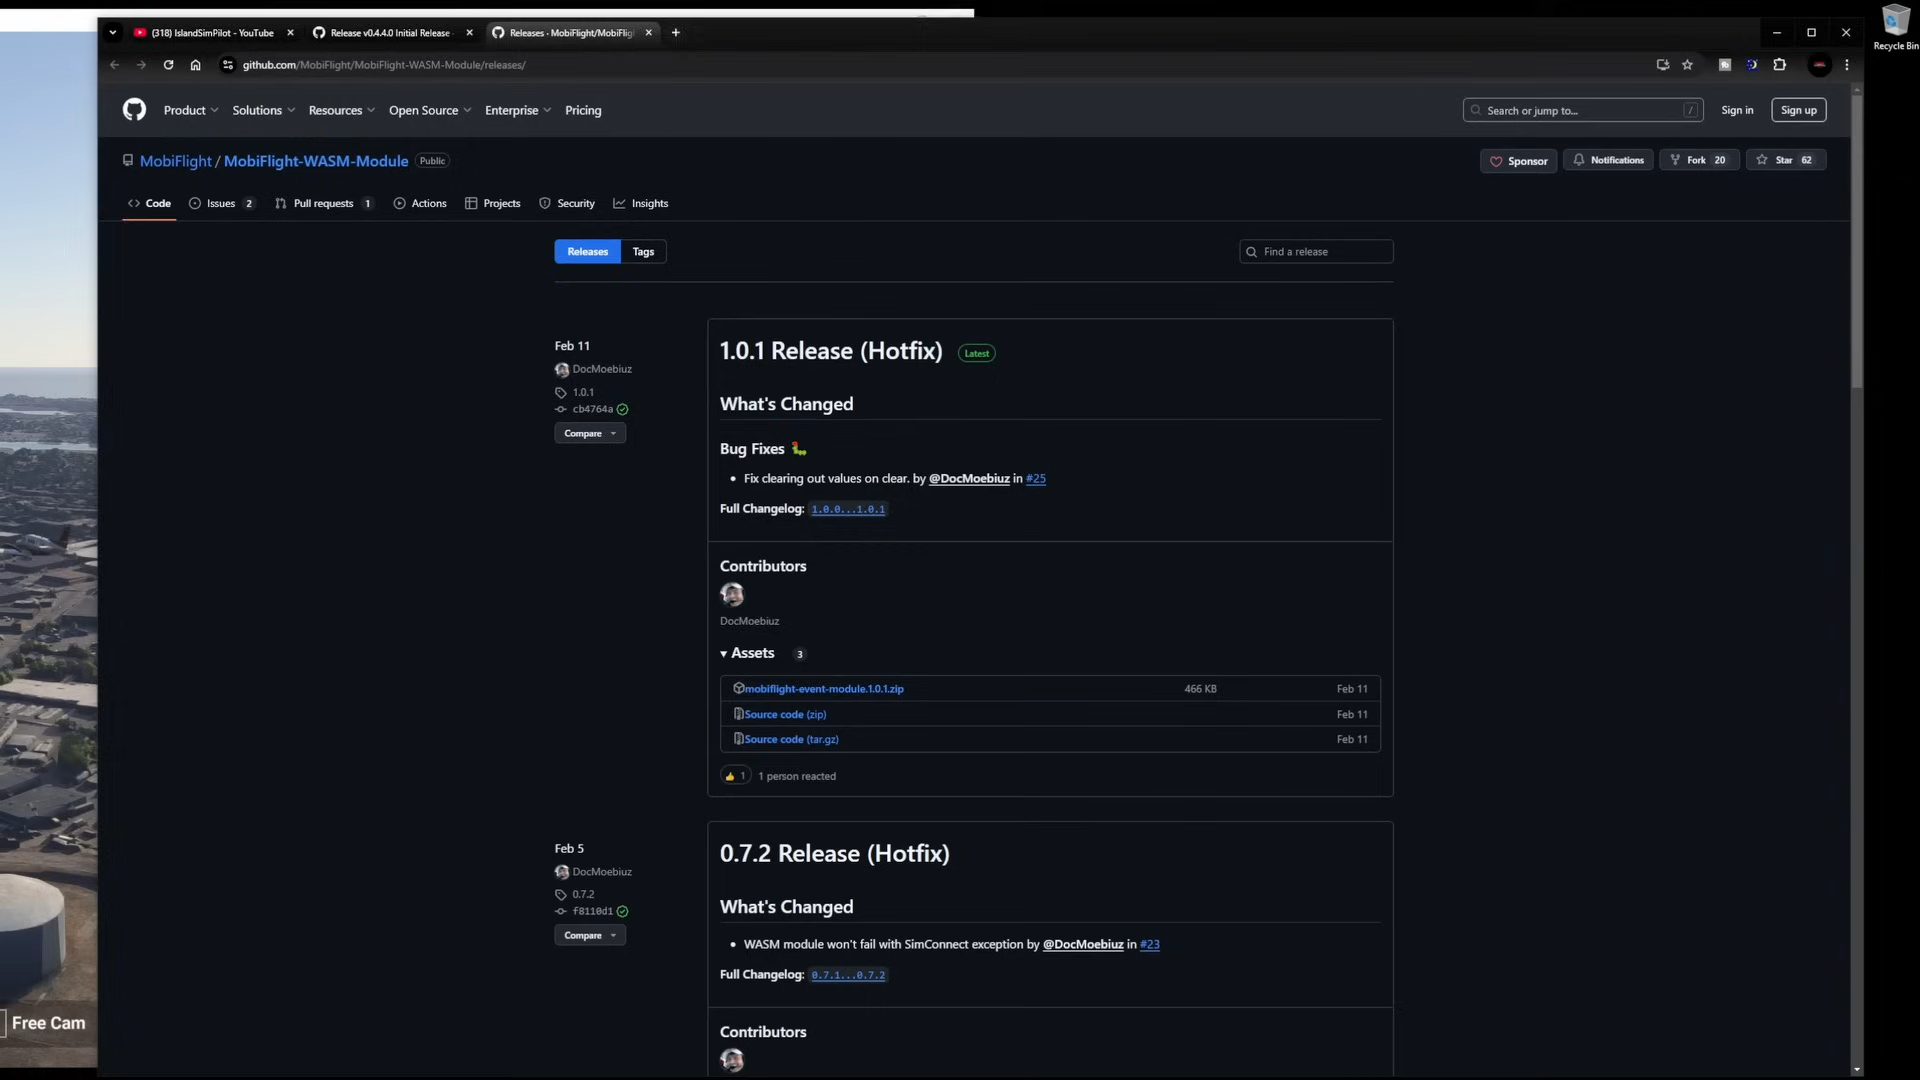 (318) IslandSimPilot - YouTube
Release v0.4.4.0 Initial Release
Releases · MobiFlight/MobiFlig
Recycle Bin
github.com/MobiFlight/MobiFlight-WASM-Module/releases/
Product
Solutions
Resources
Open Source
Enterprise
Pricing
Search or jump to...
/
Sign in
Sign up
MobiFlight / MobiFlight-WASM-Module Public
Sponsor
Notifications
Fork 20
Star 62
Code
Issues 2
Pull requests 1
Actions
Projects
Security
Insights
Releases
Tags
Find a release
Feb 11
DocMoebiuz
1.0.1
cb4764a
Compare
1.0.1 Release (Hotfix) Latest
What's Changed
Bug Fixes
• Fix clearing out values on clear. by @DocMoebiuz in #25
Full Changelog: 1.0.0...1.0.1
Contributors
DocMoebiuz
Assets 3
mobiflight-event-module.1.0.1.zip 466 KB Feb 11
Source code (zip) Feb 11
Source code (tar.gz) Feb 11
1 1 person reacted
Feb 5
DocMoebiuz
0.7.2
f8110d1
Compare
0.7.2 Release (Hotfix)
What's Changed
• WASM module won't fail with SimConnect exception by @DocMoebiuz in #23
Full Changelog: 0.7.1...0.7.2
Contributors
Free Cam